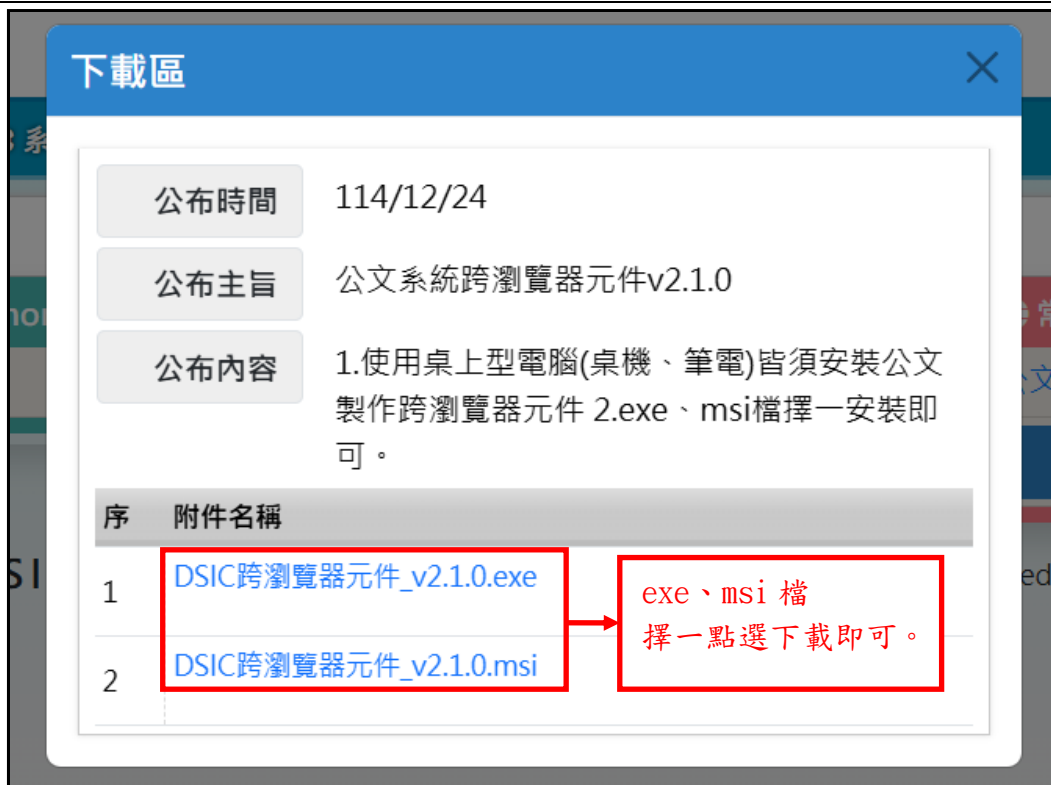 下載區
系
公布時間
114/12/24
公布主旨
公文系統跨瀏覽器元件v2.1.0
公布內容
1.使用桌上型電腦(桌機、筆電)皆須安裝公文
製作跨瀏覽器元件 2.exe、msi檔擇一安裝即
可。
序 附件名稱
1 DSIC跨瀏覽器元件_v2.1.0.exe
2 DSIC跨瀏覽器元件_v2.1.0.msi
exe、msi 檔
擇一點選下載即可。
常
文
SI
ed